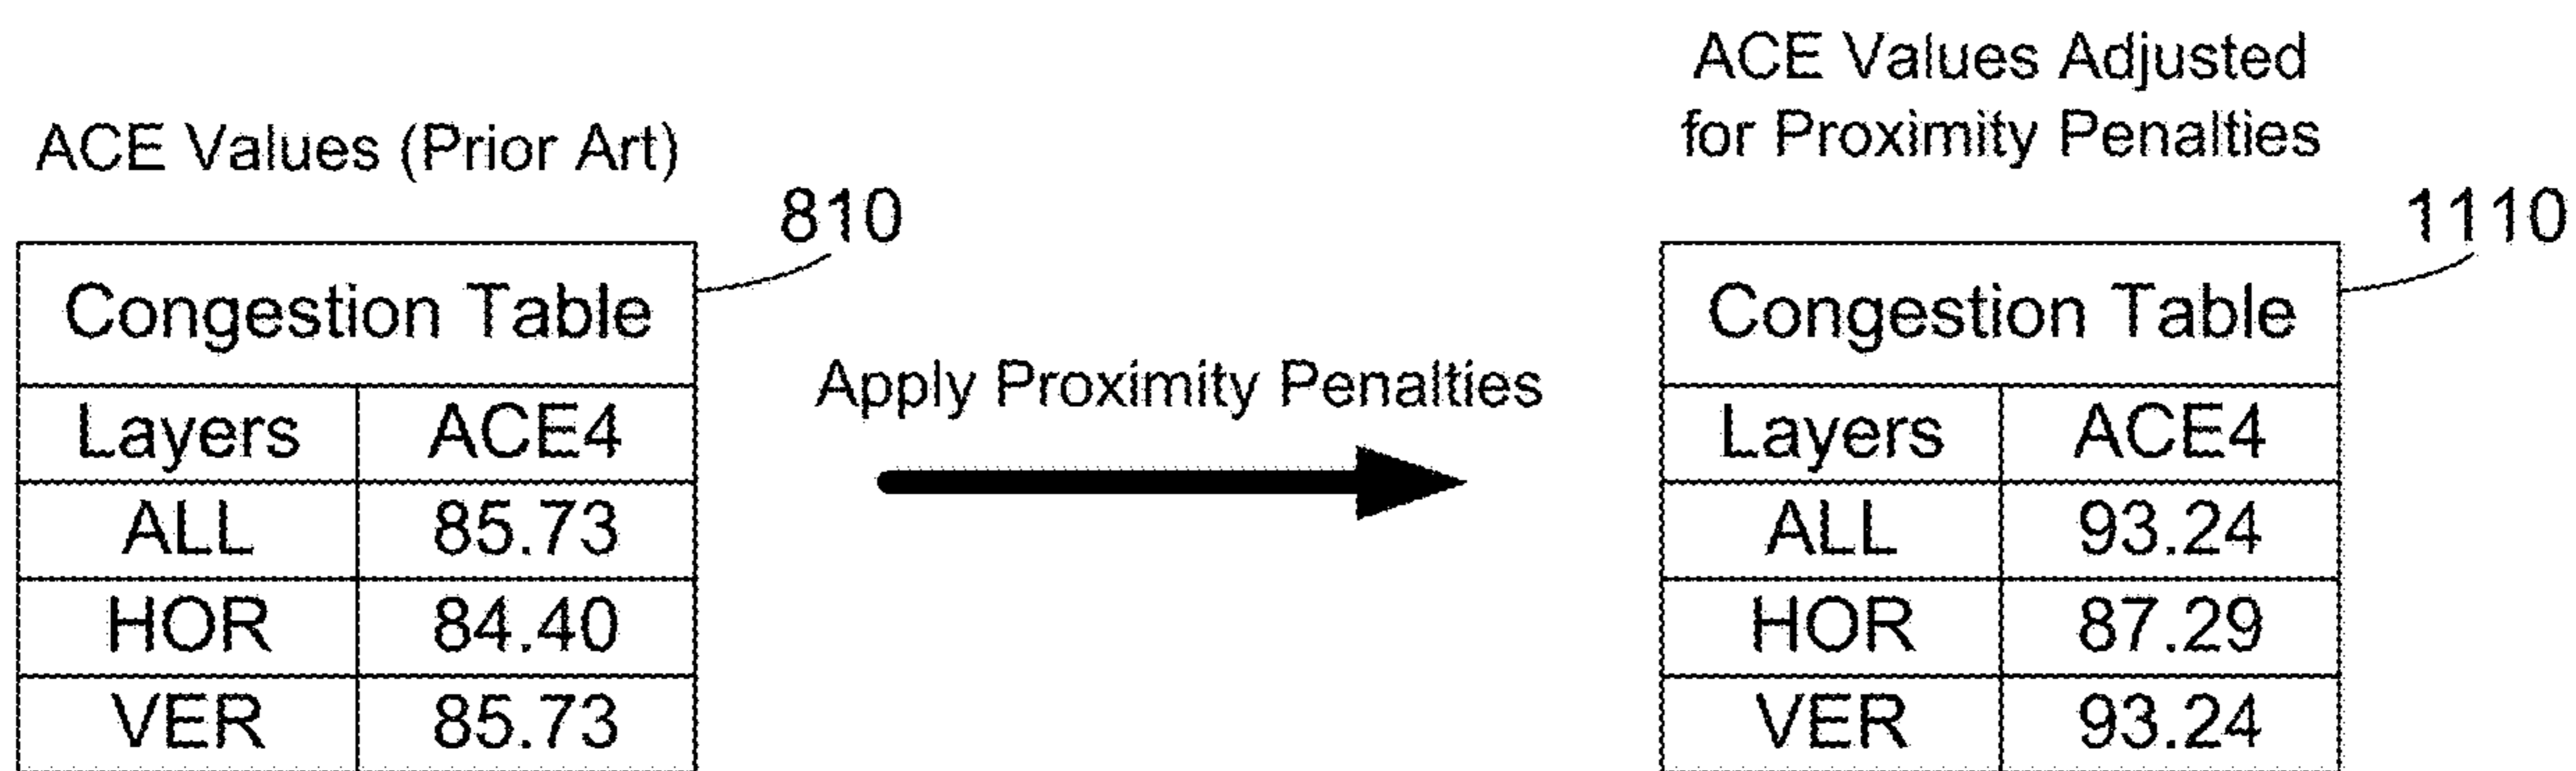 ACE Values (Prior Art)
810
Congestion Table
Layers ACE4
ALL 85.73
HOR 84.40
VER 85.73
Apply Proximity Penalties
ACE Values Adjusted
for Proximity Penalties
1110
Congestion Table
Layers ACE4
ALL 93.24
HOR 87.29
VER 93.24